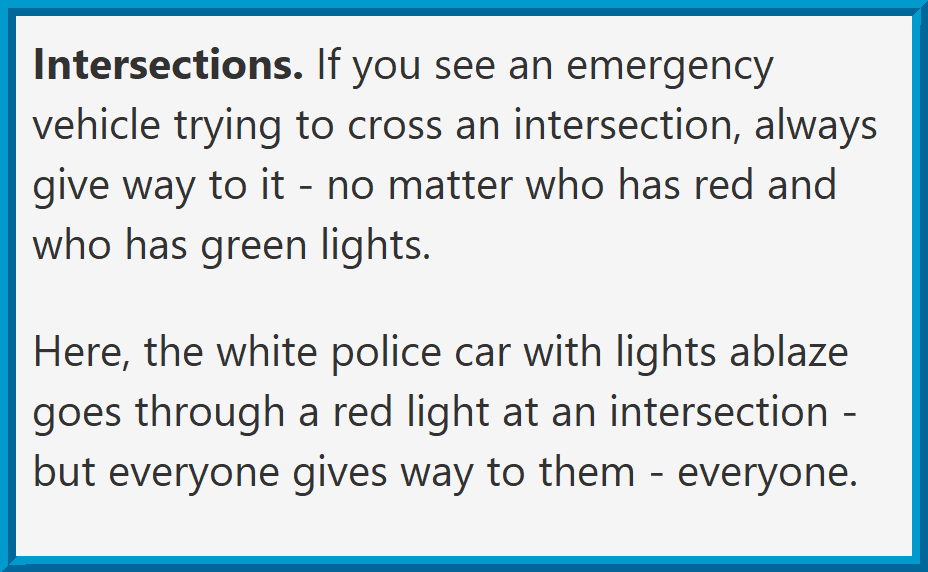 Intersections. If you see an emergency
vehicle trying to cross an intersection, always
give way to it - no matter who has red and
who has green lights.
Here, the white police car with lights ablaze
goes through a red light at an intersection -
but everyone gives way to them - everyone.